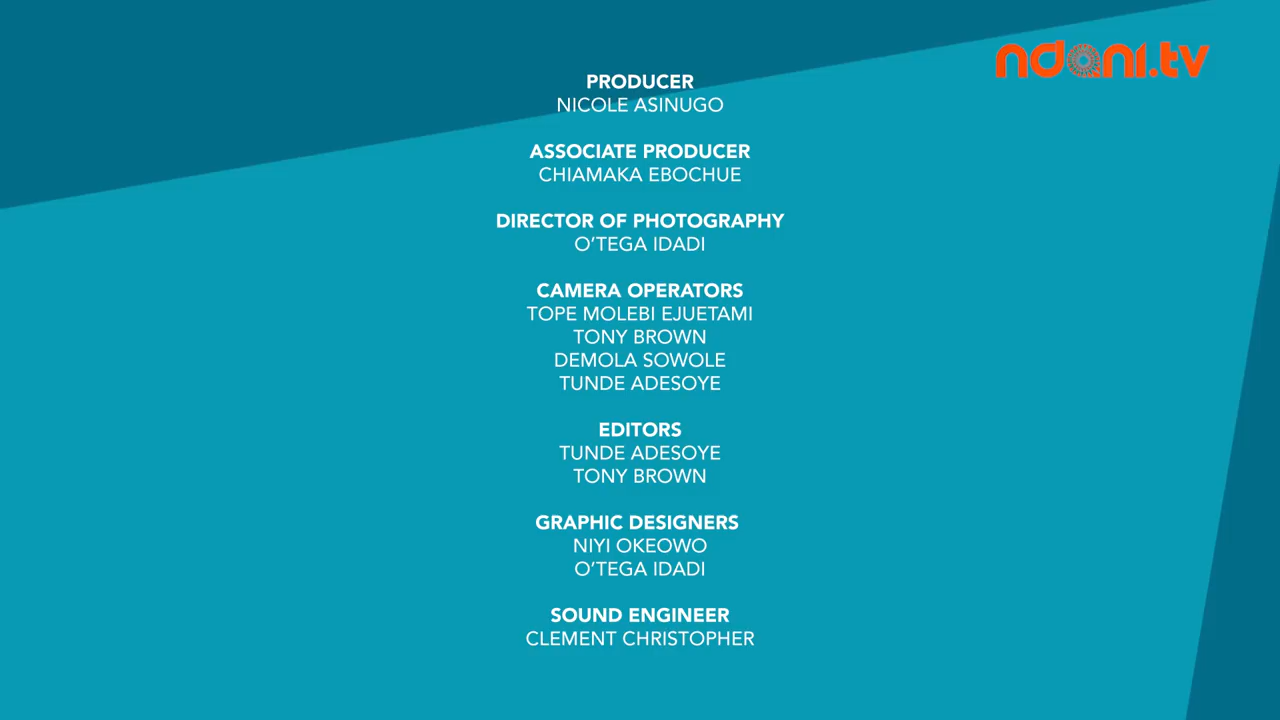 ndani.tv
PRODUCER
NICOLE ASINUGO
ASSOCIATE PRODUCER
CHIAMAKA EBOCHUE
DIRECTOR OF PHOTOGRAPHY
O’TEGA IDADI
CAMERA OPERATORS
TOPE MOLEBI EJUETAMI
TONY BROWN
DEMOLA SOWOLE
TUNDE ADESOYE
EDITORS
TUNDE ADESOYE
TONY BROWN
GRAPHIC DESIGNERS
NIYI OKEOWO
O’TEGA IDADI
SOUND ENGINEER
CLEMENT CHRISTOPHER